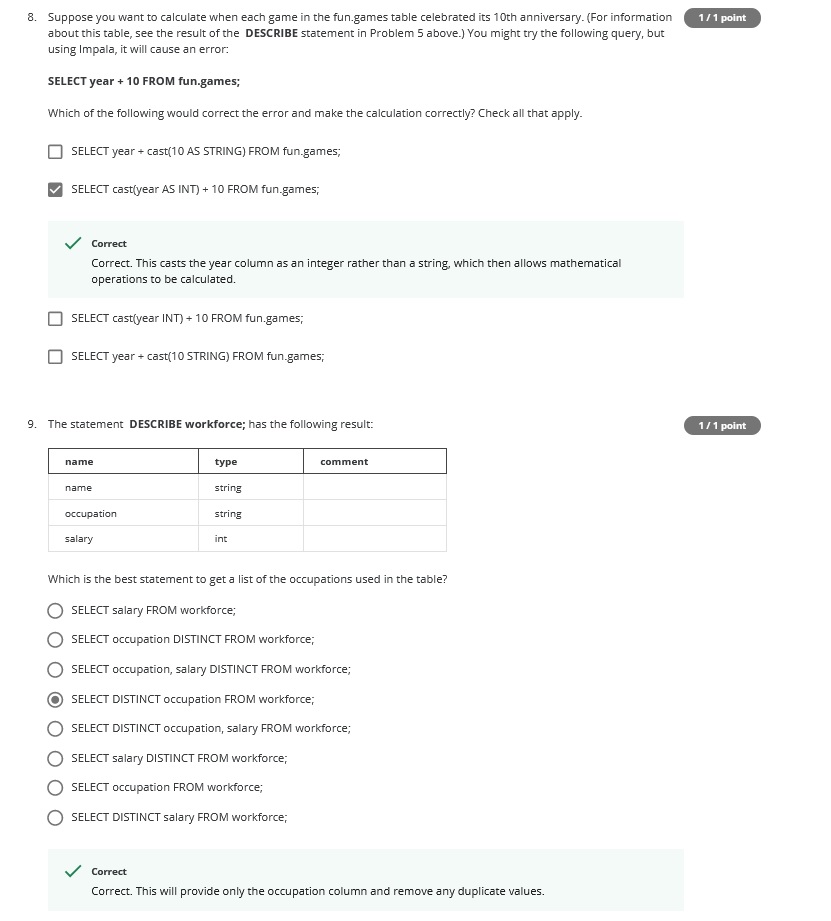 8. Suppose you want to calculate when each game in the fun.games table celebrated its 10th anniversary. (For information 1 / 1 point
about this table, see the result of the DESCRIBE statement in Problem 5 above.) You might try the following query, but
using Impala, it will cause an error:
SELECT year + 10 FROM fun.games;
Which of the following would correct the error and make the calculation correctly? Check all that apply.
SELECT year + cast(10 AS STRING) FROM fun.games;
SELECT cast(year AS INT) + 10 FROM fun.games;
Correct
Correct. This casts the year column as an integer rather than a string, which then allows mathematical
operations to be calculated.
SELECT cast(year INT) + 10 FROM fun.games;
SELECT year + cast(10 STRING) FROM fun.games;
9. The statement DESCRIBE workforce; has the following result: 1 / 1 point
name type comment
name string
occupation string
salary int
Which is the best statement to get a list of the occupations used in the table?
SELECT salary FROM workforce;
SELECT occupation DISTINCT FROM workforce;
SELECT occupation, salary DISTINCT FROM workforce;
SELECT DISTINCT occupation FROM workforce;
SELECT DISTINCT occupation, salary FROM workforce;
SELECT salary DISTINCT FROM workforce;
SELECT occupation FROM workforce;
SELECT DISTINCT salary FROM workforce;
Correct
Correct. This will provide only the occupation column and remove any duplicate values.